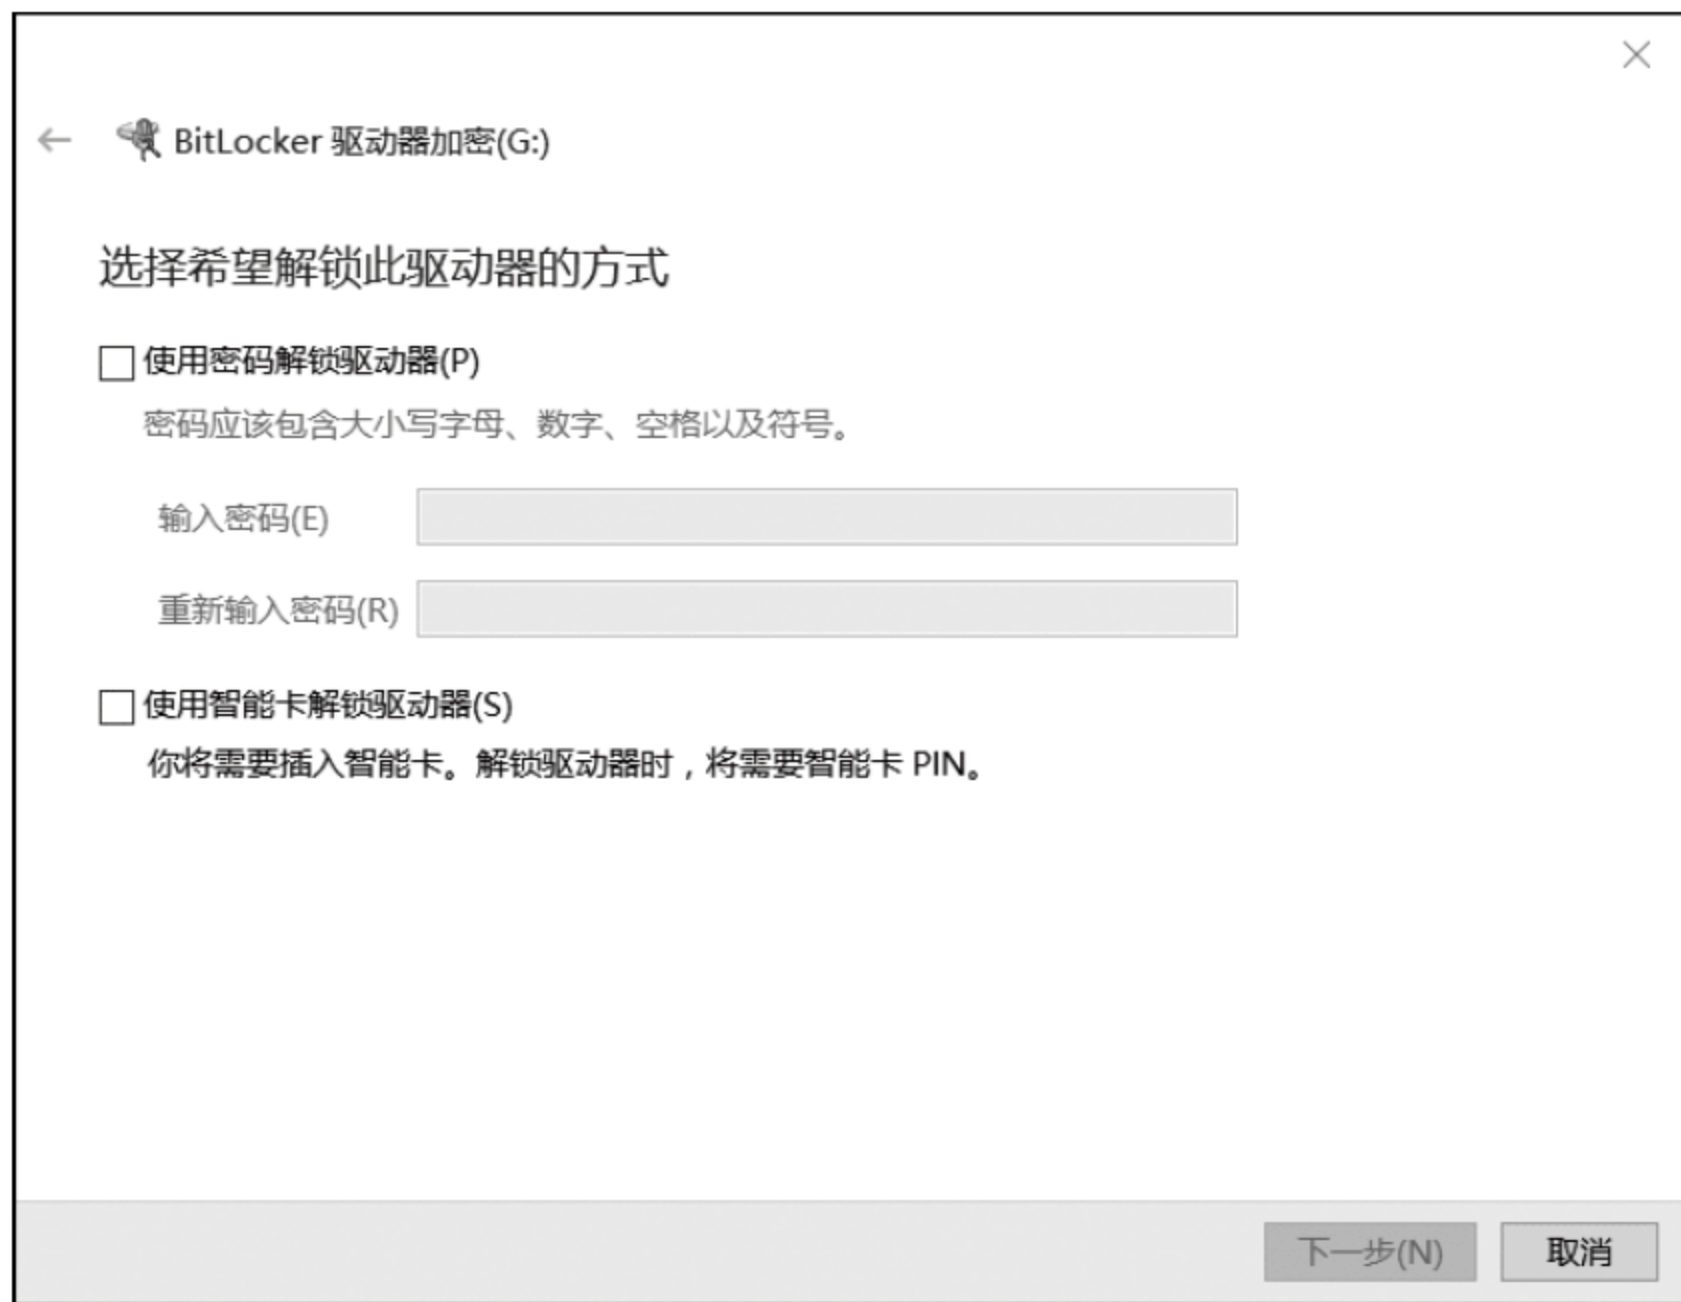 BitLocker 驱动器加密(G:)
选择希望解锁此驱动器的方式
使用密码解锁驱动器(P)
密码应该包含大小写字母、数字、空格以及符号。
输入密码(E)
重新输入密码(R)
使用智能卡解锁驱动器(S)
你将需要插入智能卡。解锁驱动器时，将需要智能卡 PIN。
下一步(N) 取消